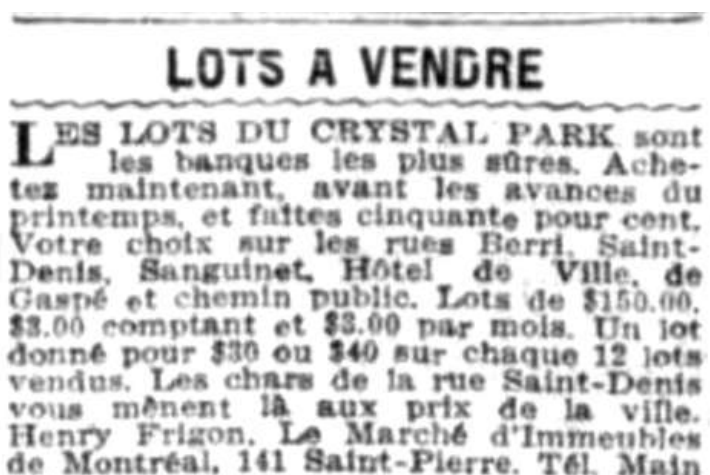 LOTS A VENDRE
LES LOTS DU CRYSTAL PARK sont
les banques les plus sûres. Ache-
tez maintenant, avant les avances du
printemps, et faites cinquante pour cent.
Votre choix sur les rues Berri, Saint-
Denis, Sanguinet, Hôtel de Ville, de
Gaspé et chemin public. Lots de $150.00,
$3.00 comptant et $3.00 par mois. Un lot
donné pour $30 ou $40 sur chaque 12 lots
vendus. Les chars de la rue Saint-Denis
vous mènent là aux prix de la ville.
Henry Frigon, Le Marché d'Immeubles
de Montréal, 141 Saint-Pierre. Tél. Main